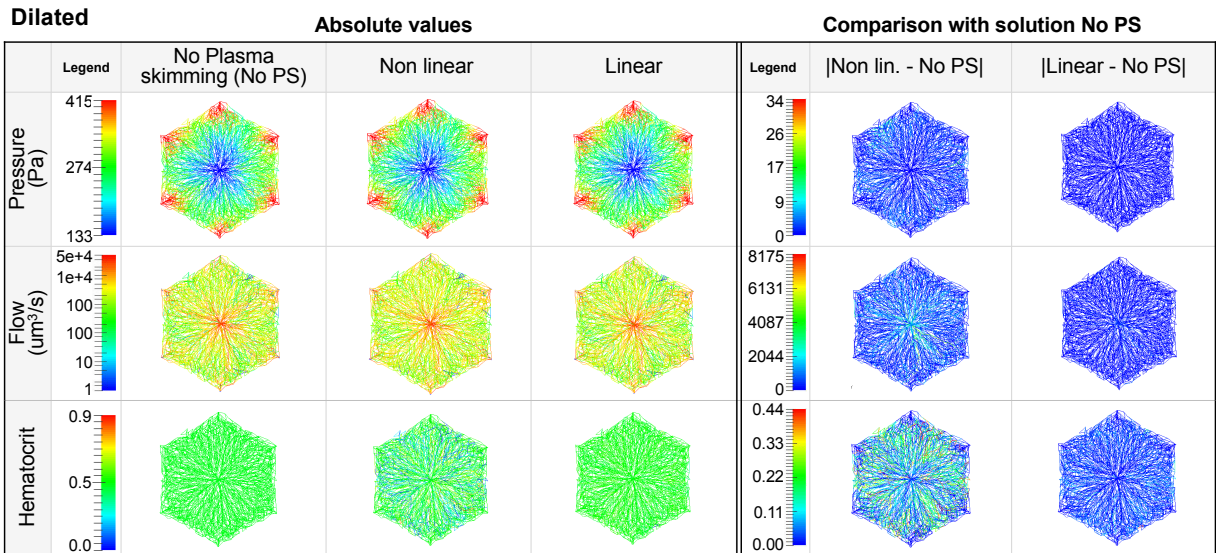 Dilated
Absolute values
Comparison with solution No PS
Legend
No Plasma
skimming (No PS)
Non linear
Linear
Legend
|Non lin. - No PS|
|Linear - No PS|
Pressure
(Pa)
415
274
133
34
26
17
9
0
Flow
(um³/s)
5e+4
1e+4
100
100
10
1
8175
6131
4087
2044
0
Hematocrit
0.9
0.5
0.0
0.44
0.33
0.22
0.11
0.00